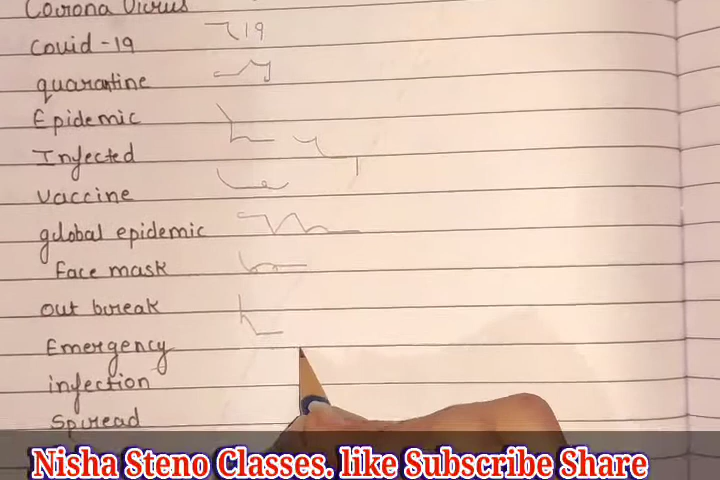 Corona Virus
Covid-19 19
quarantine
Epidemic
Infected
Vaccine
global epidemic
Face mask
out break
Emergency
infection
Spread
Nisha Steno Classes. like Subscribe Share